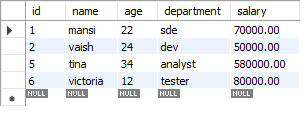 id name age department salary
1 mansi 22 sde 70000.00
2 vaish 24 dev 50000.00
5 tina 34 analyst 580000.00
6 victoria 12 tester 80000.00
NULL NULL NULL NULL NULL